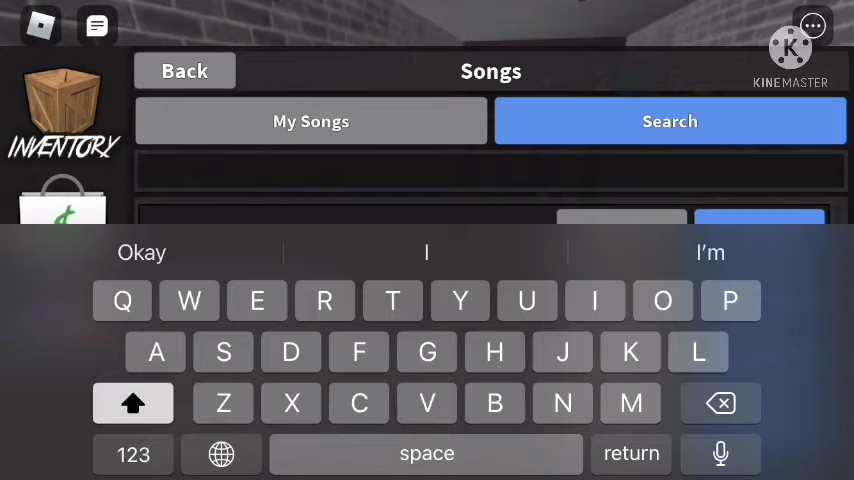 Back
Songs
K
KINEMASTER
My Songs
Search
INVENTORY
Okay
I
I'm
Q W E R T Y U I O P
A S D F G H J K L
Z X C V B N M
123
space
return